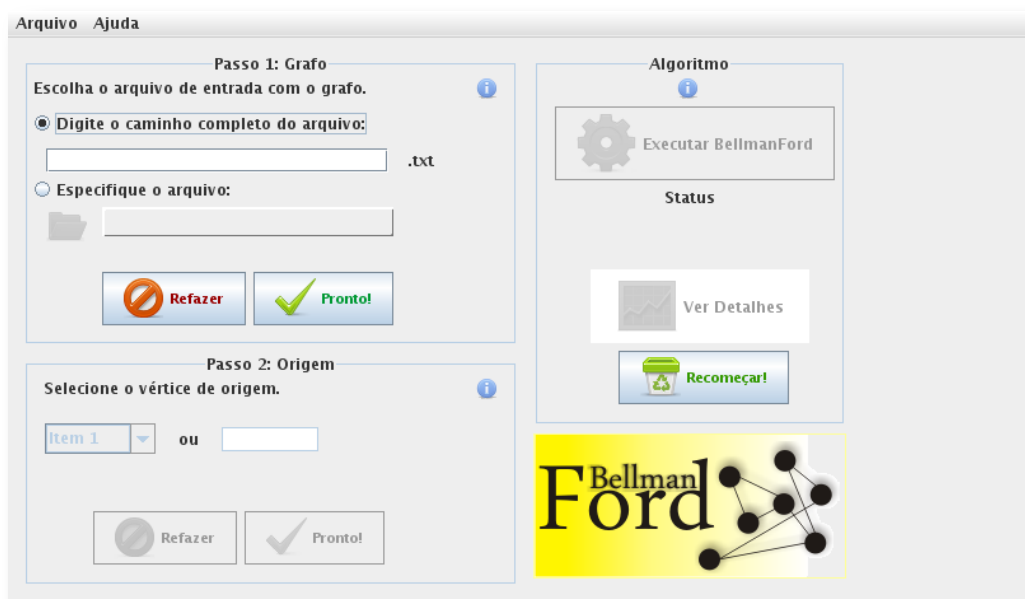 Arquivo Ajuda
Passo 1: Grafo
Escolha o arquivo de entrada com o grafo.
Digite o caminho completo do arquivo:
.txt
Especifique o arquivo:
Refazer
Pronto!
Passo 2: Origem
Selecione o vértice de origem.
Item 1
ou
Refazer
Pronto!
Algoritmo
Executar BellmanFord
Status
Ver Detalhes
Recomeçar!
Bellman
Ford